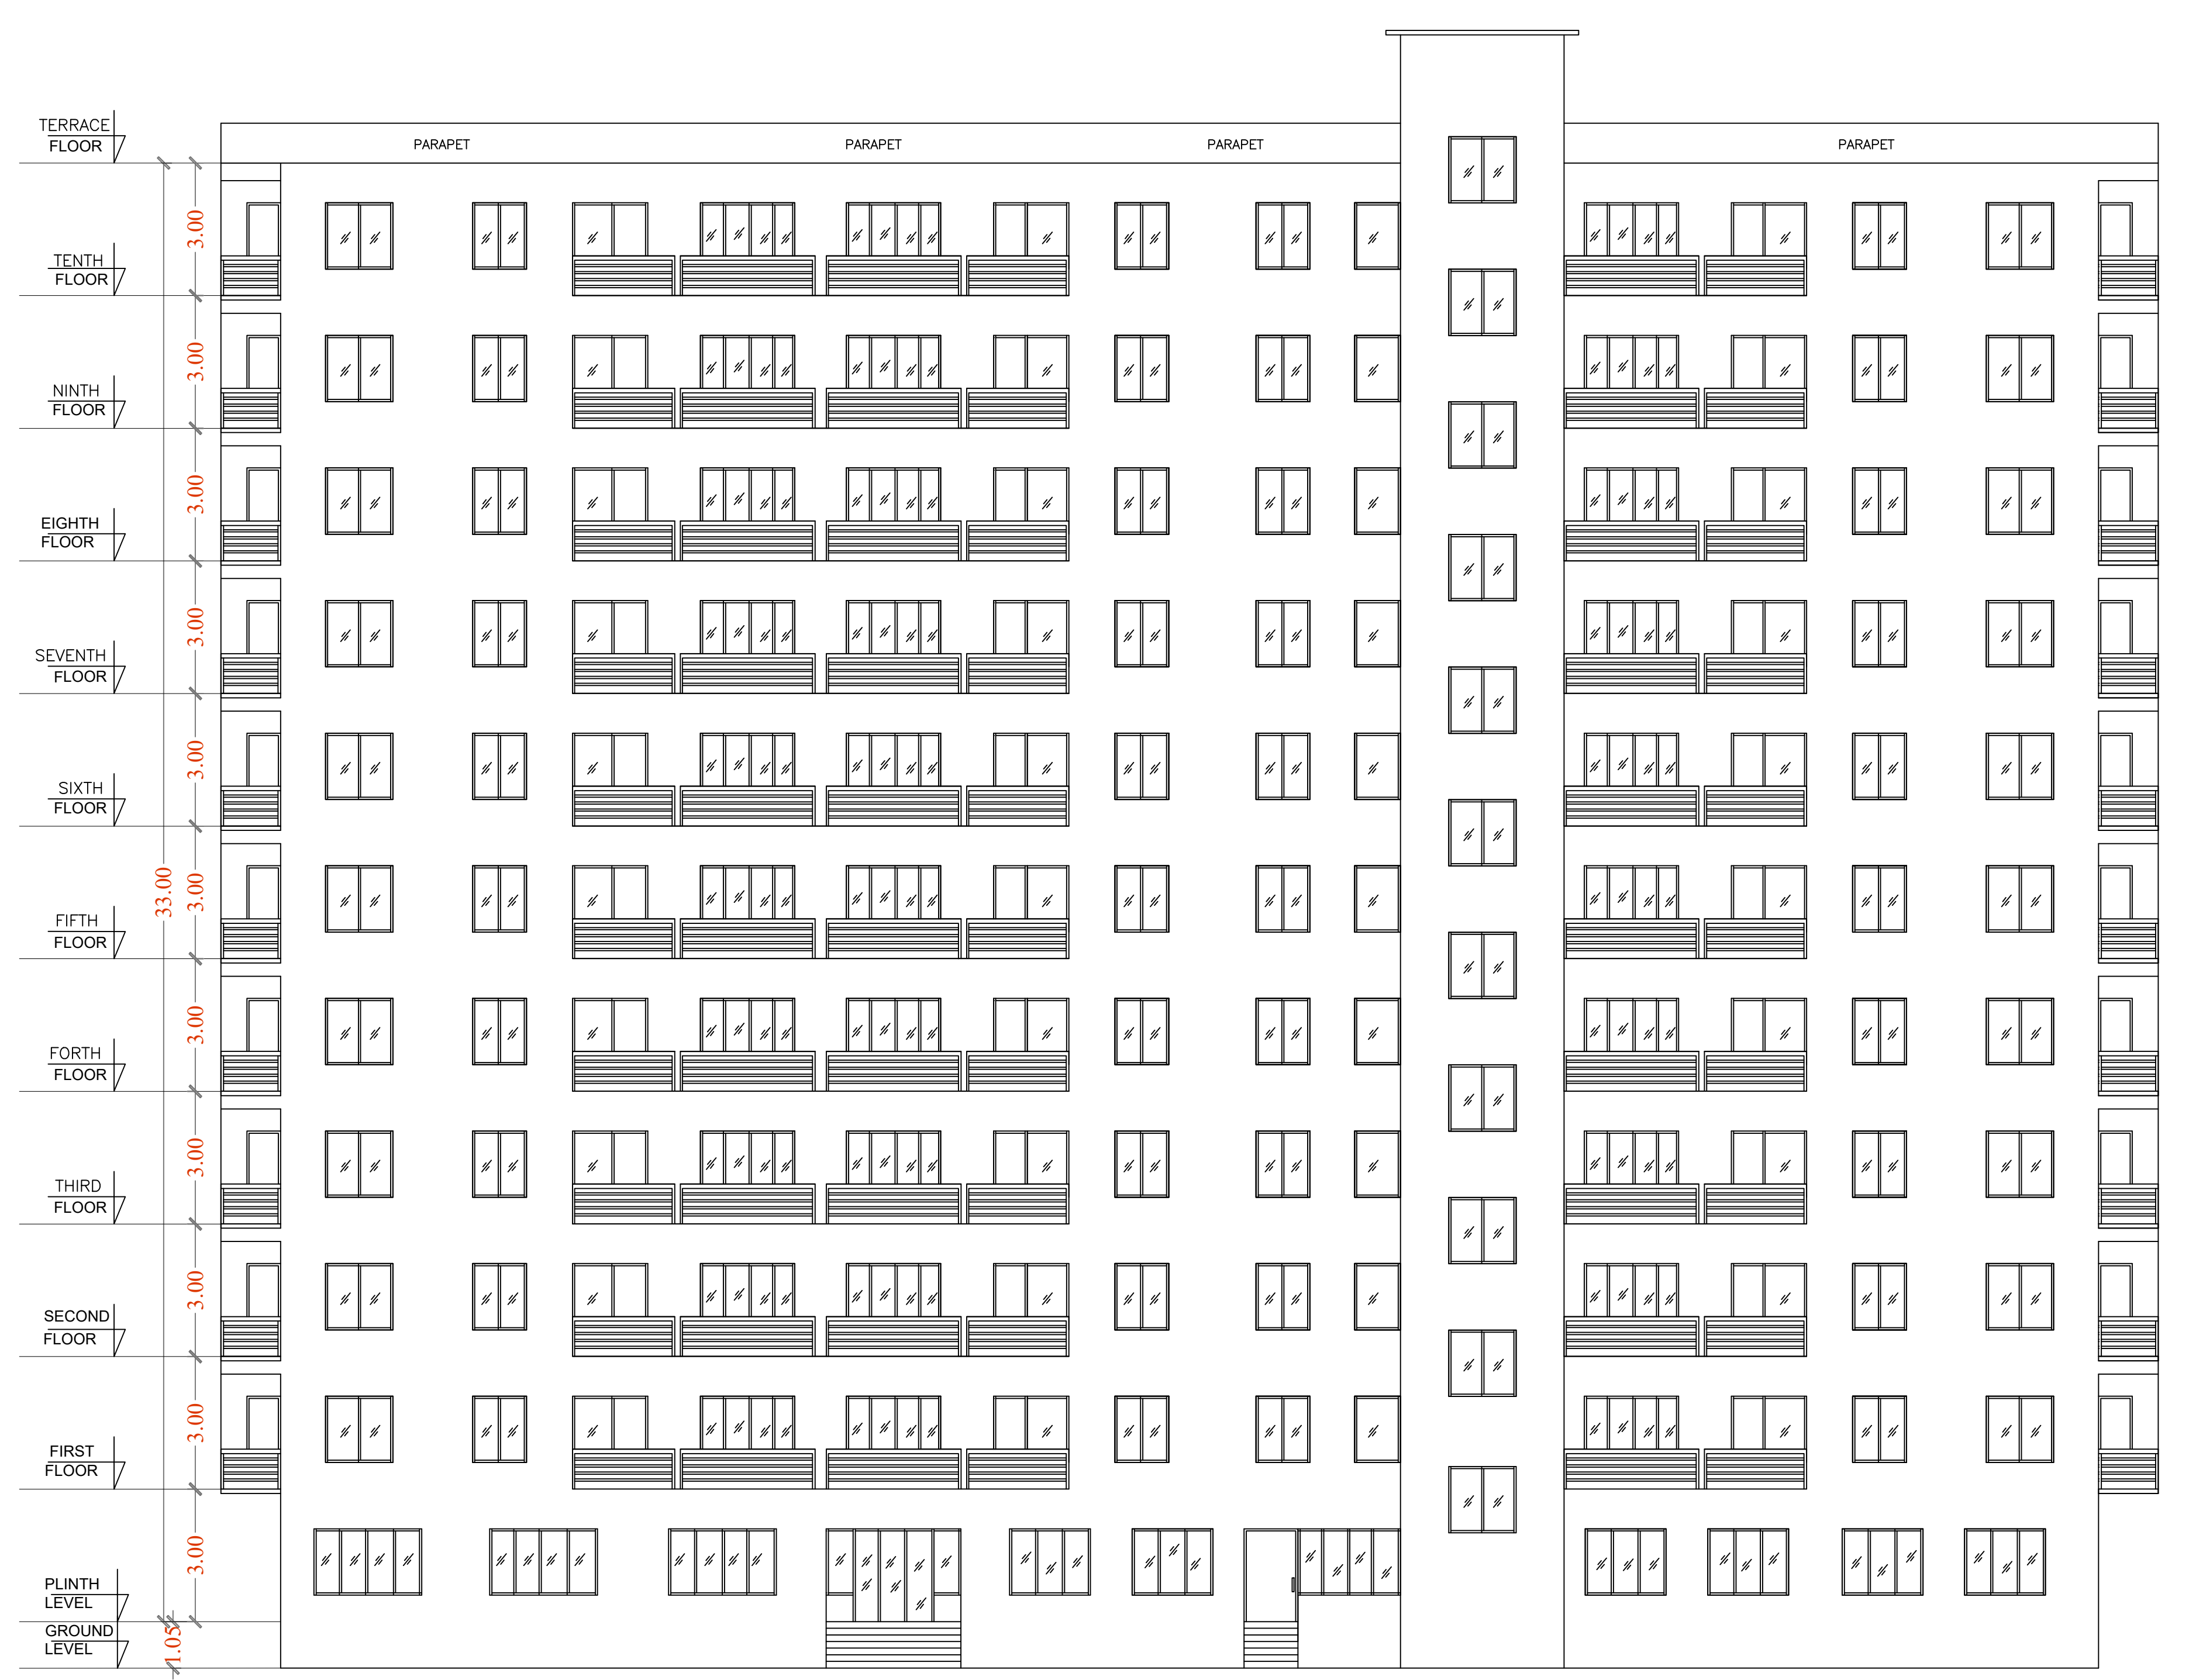 TERRACE
FLOOR
PARAPET PARAPET PARAPET PARAPET
3.00
TENTH
FLOOR
3.00
NINTH
FLOOR
3.00
EIGHTH
FLOOR
3.00
SEVENTH
FLOOR
3.00
SIXTH
FLOOR
33.00
3.00
FIFTH
FLOOR
3.00
FORTH
FLOOR
3.00
THIRD
FLOOR
3.00
SECOND
FLOOR
3.00
FIRST
FLOOR
3.00
PLINTH
LEVEL
GROUND
LEVEL
1.05